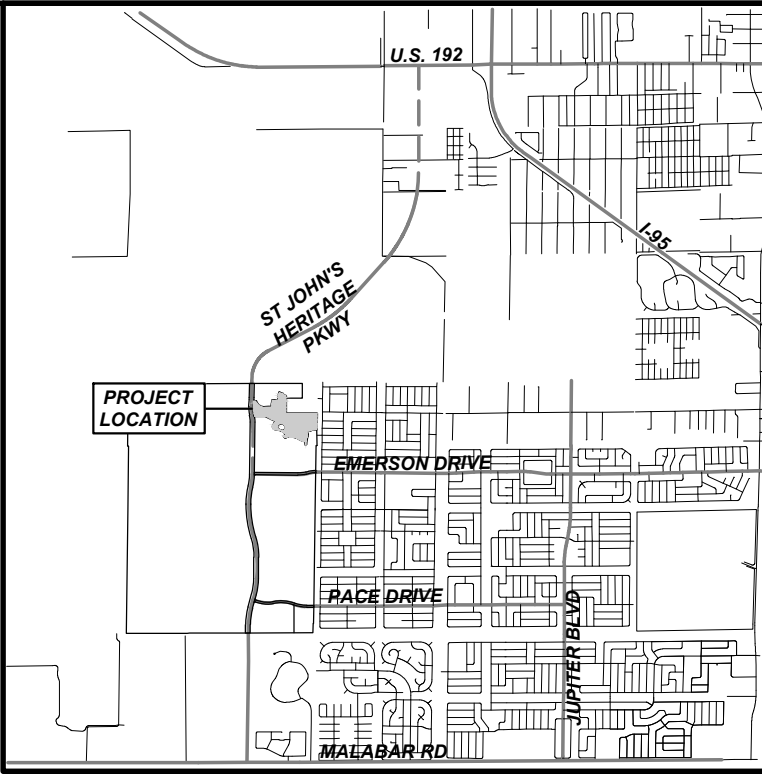 U.S. 192
I-95
ST JOHN'S
HERITAGE
PKWY
PROJECT
LOCATION
EMERSON DRIVE
PACE DRIVE
JUPITER BLVD
MALABAR RD